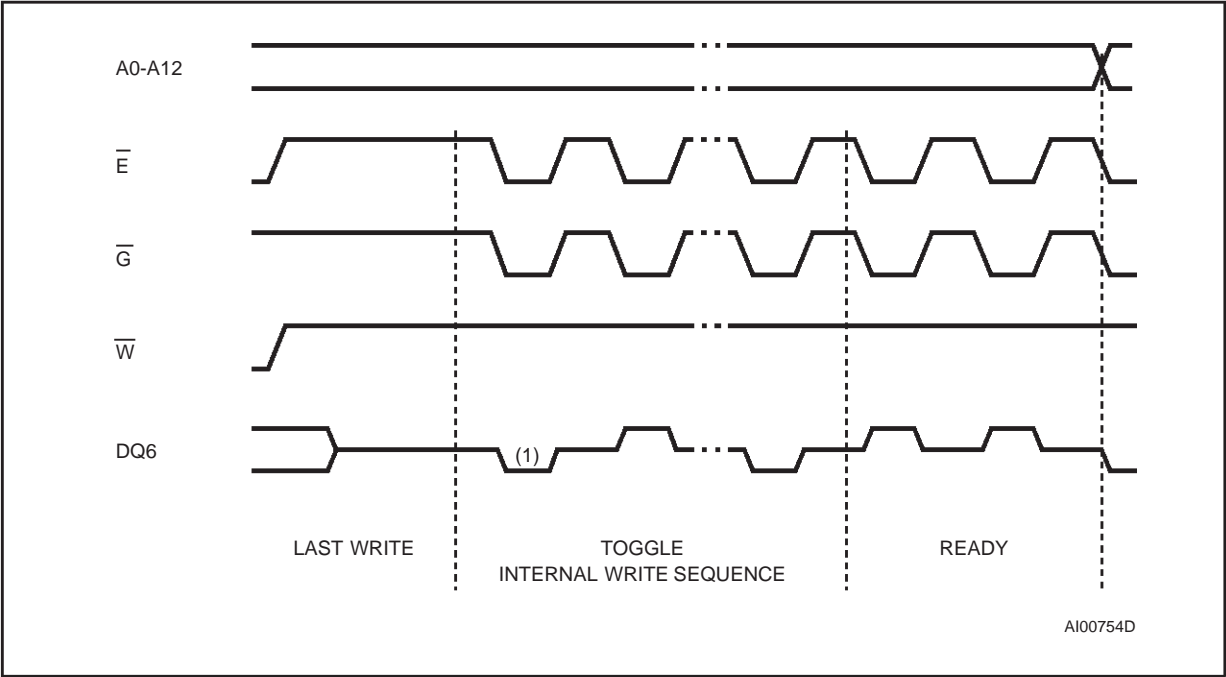 A0-A12
E̅
G̅
W̅
DQ6
(1)
LAST WRITE
TOGGLE
INTERNAL WRITE SEQUENCE
READY
AI00754D